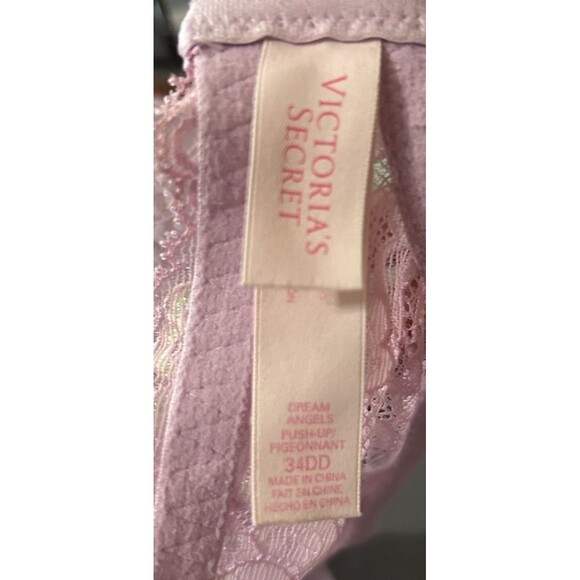 VICTORIA'S
SECRET
DREAM
ANGELS
PUSH-UP/
PIGEONNANT
34DD
MADE IN CHINA
FAIT EN CHINE
HECHO EN CHINA